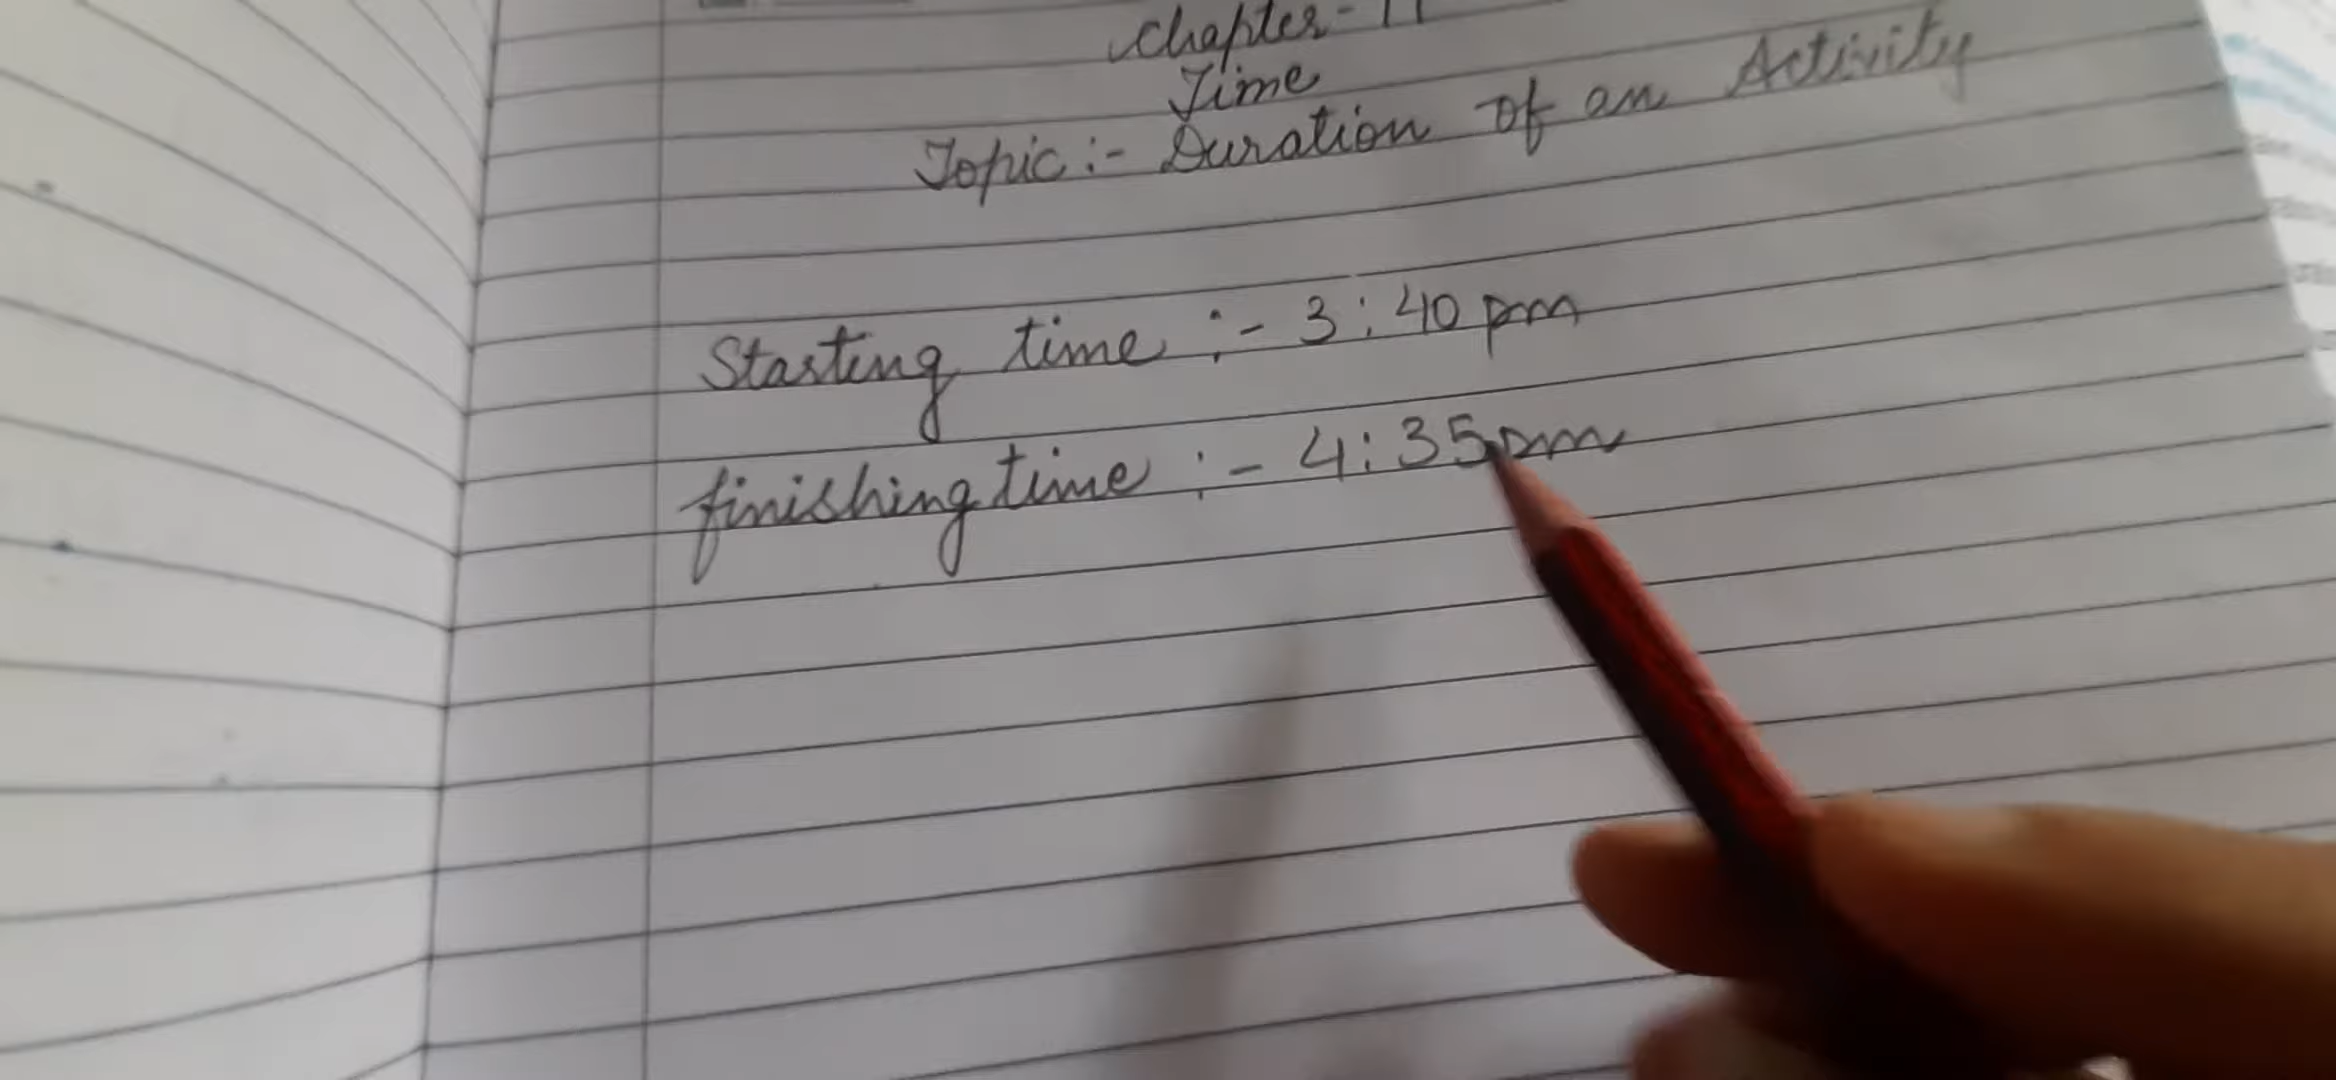 Chapter - 11
Time
Topic :- Duration of an Activity
Starting time :- 3:40 pm
finishing time :- 4:35 pm